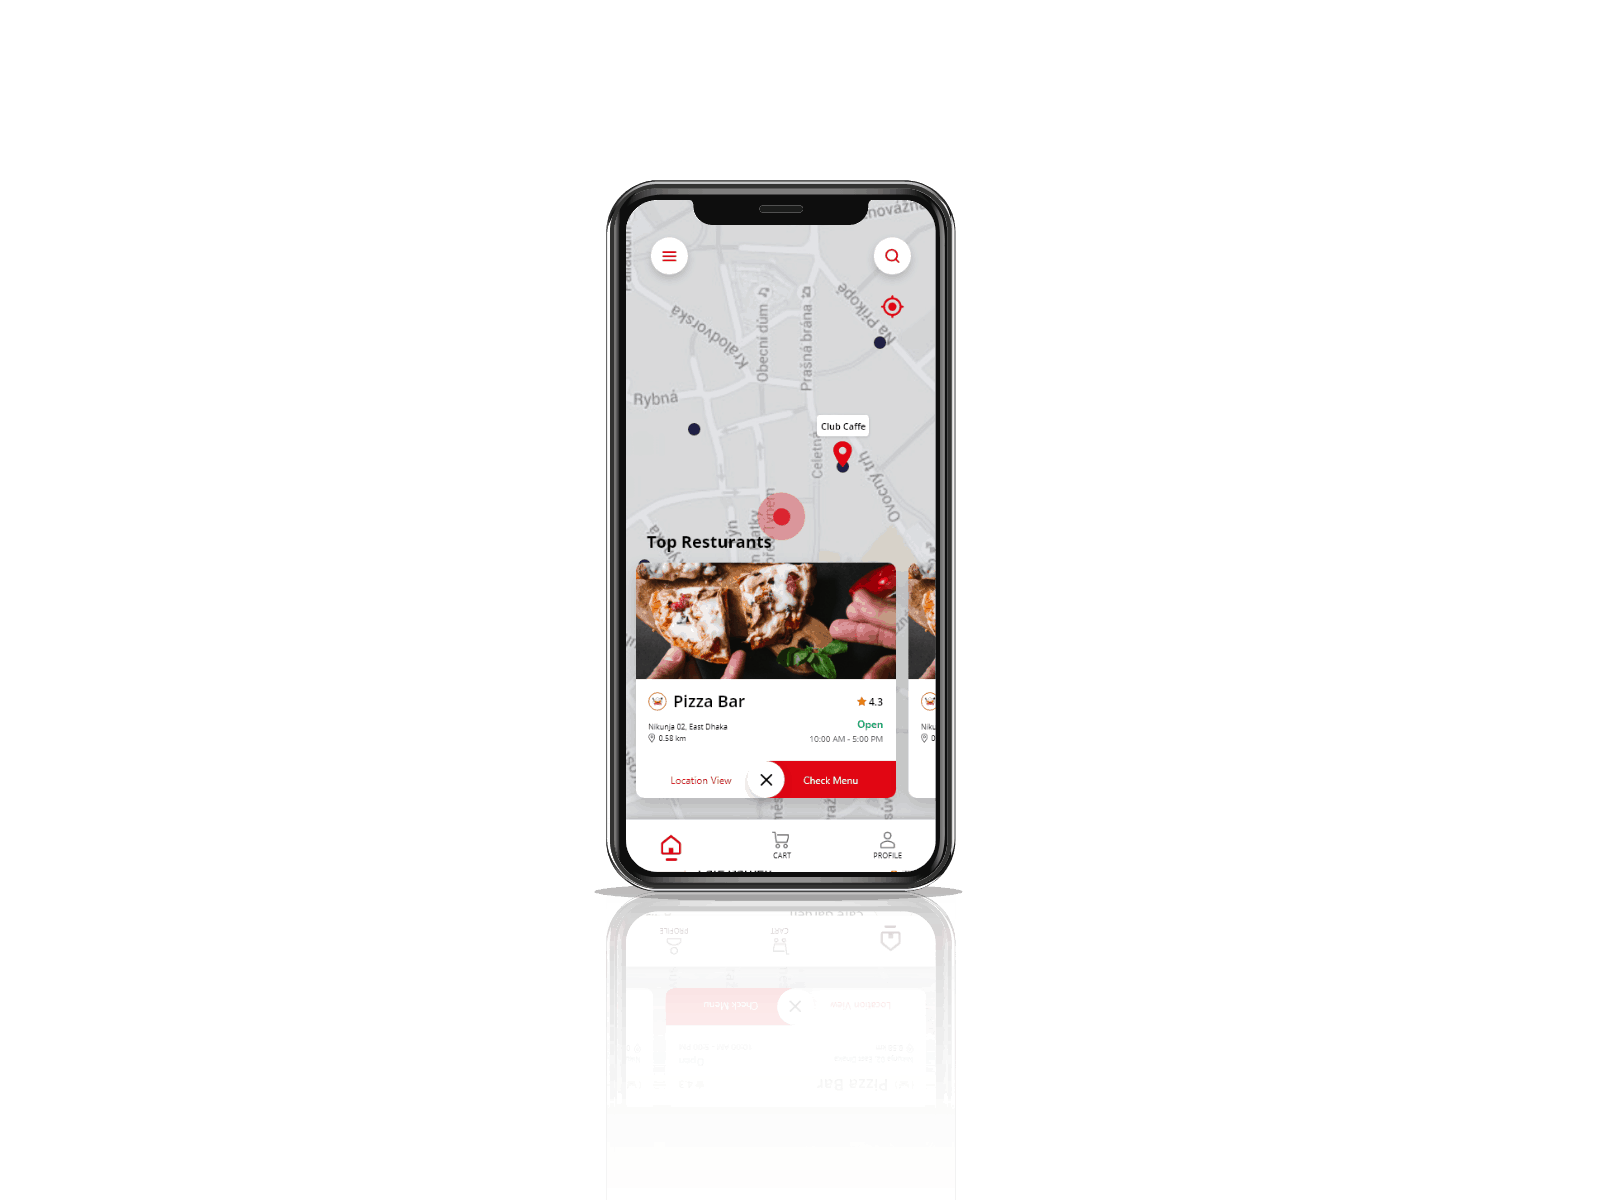 Na Příkopě
Královdvorská
Obecní dům
Prašná brána
Rybná
Club Caffe
Celetná
Ovocný trh
Top Resturants
Pizza Bar
4.3
Nikunja 02, East Dhaka
Open
0.58 km
10:00 AM - 5:00 PM
Location View
Check Menu
CART
PROFILE